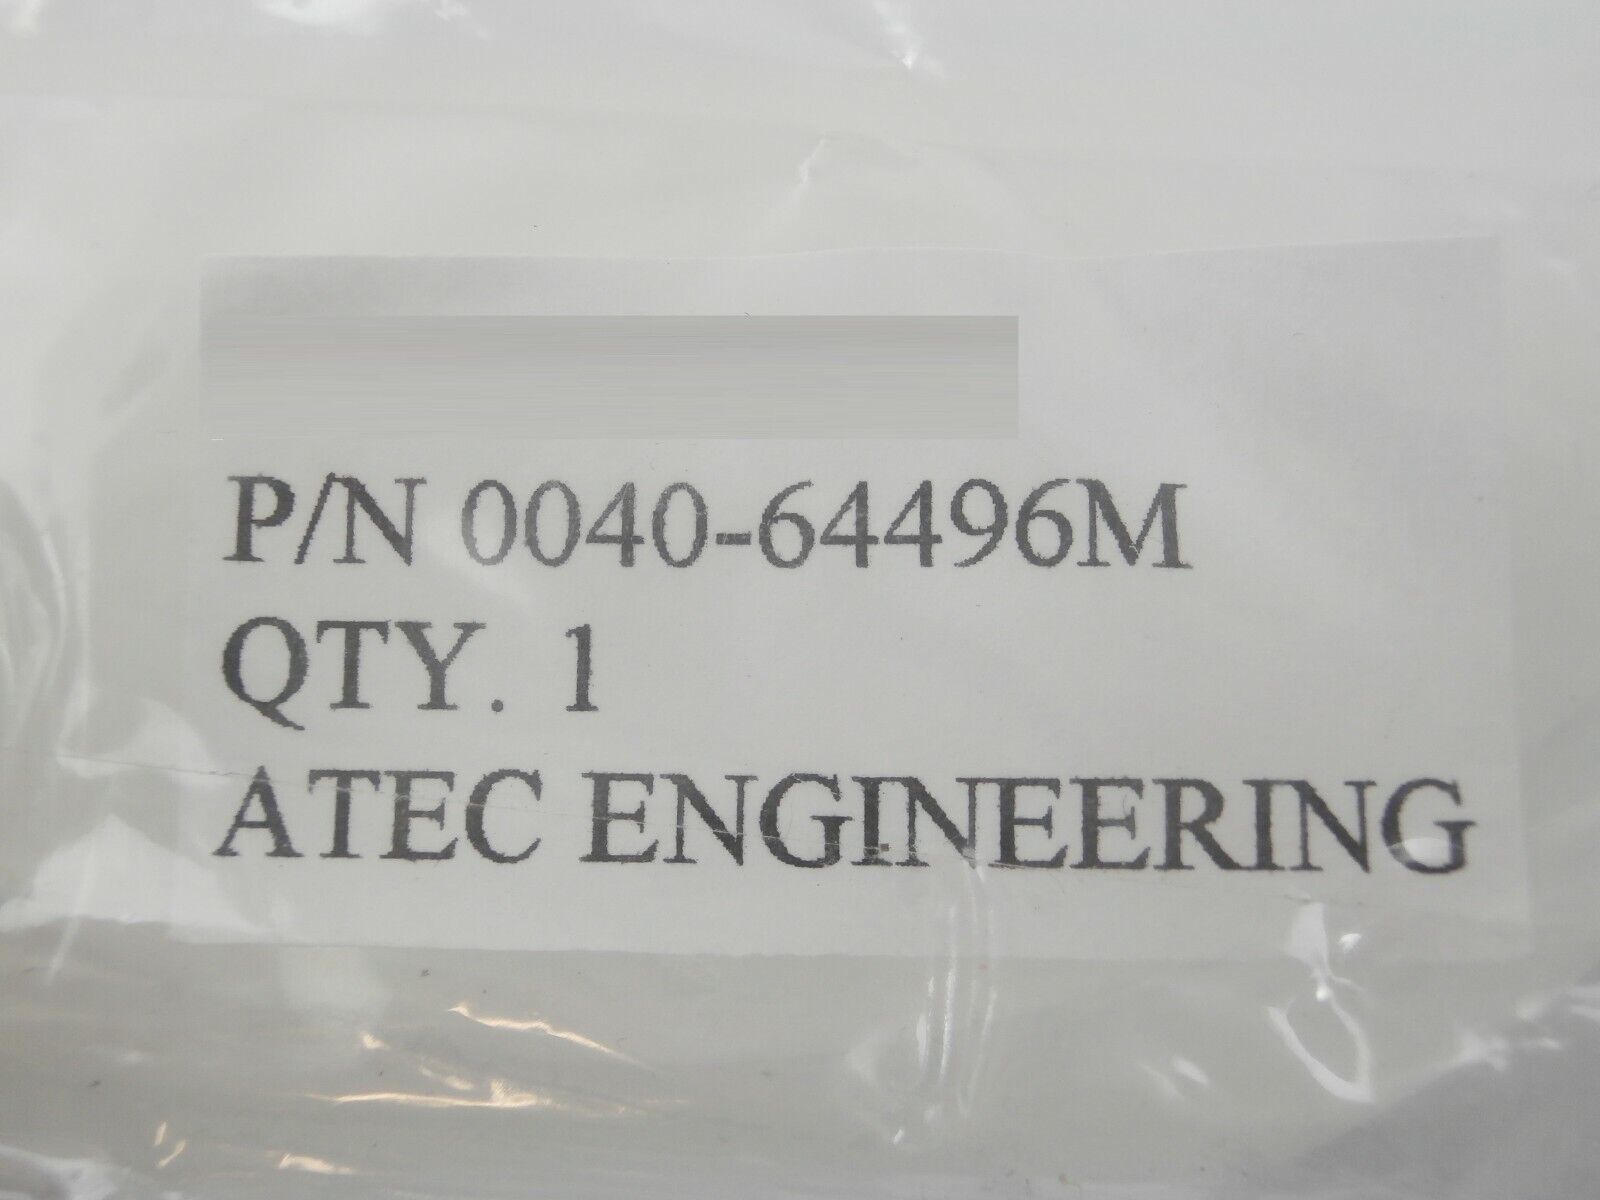 P/N 0040-64496M
QTY. 1
ATEC ENGINEERING